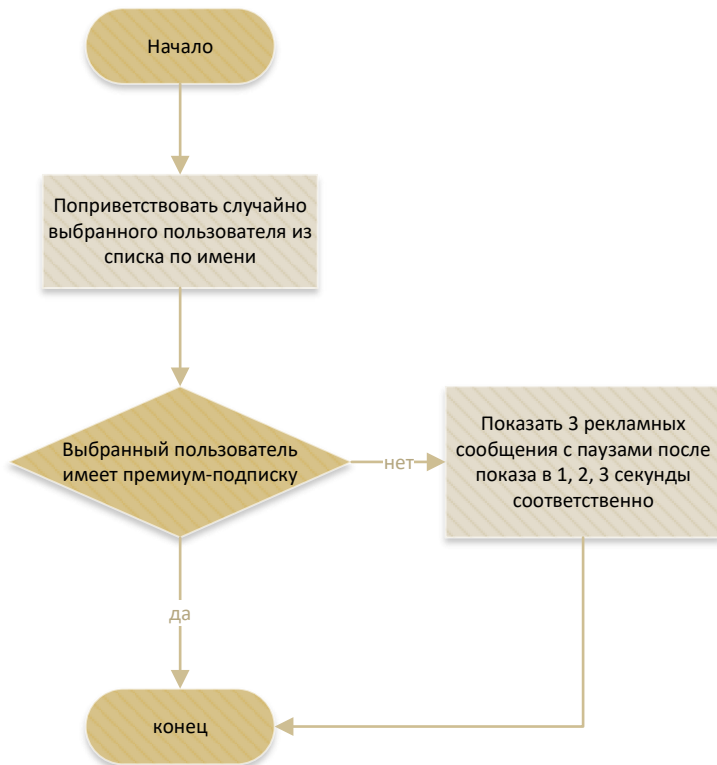 Начало
Поприветствовать случайно
выбранного пользователя из
списка по имени
Выбранный пользователь
имеет премиум-подписку
нет
Показать 3 рекламных
сообщения с паузами после
показа в 1, 2, 3 секунды
соответственно
да
конец